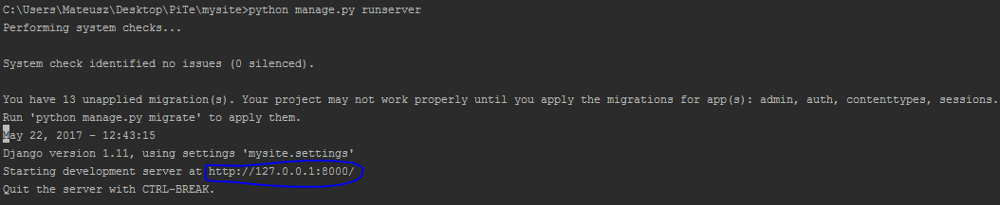 C:\Users\Mateusz\Desktop\PiTe\mysite>python manage.py runserver
Performing system checks...
System check identified no issues (0 silenced).
You have 13 unapplied migration(s). Your project may not work properly until you apply the migrations for app(s): admin, auth, contenttypes, sessions.
Run 'python manage.py migrate' to apply them.
May 22, 2017 - 12:43:15
Django version 1.11, using settings 'mysite.settings'
Starting development server at http://127.0.0.1:8000/
Quit the server with CTRL-BREAK.